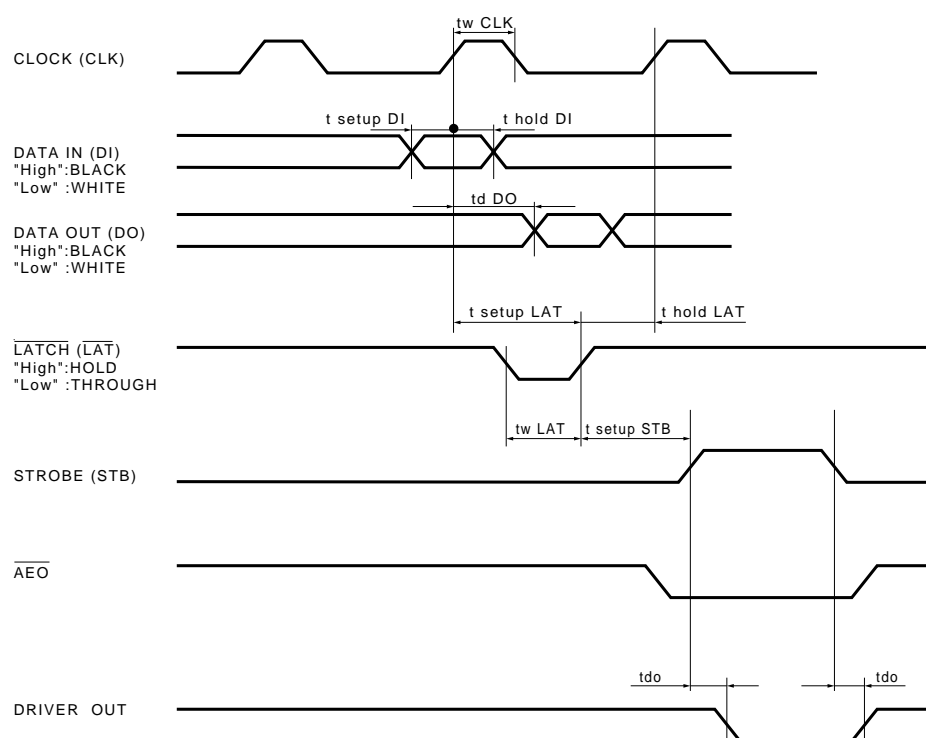 tw CLK
CLOCK (CLK)
t setup DI
t hold DI
DATA IN (DI)
"High":BLACK
"Low" :WHITE
td DO
DATA OUT (DO)
"High":BLACK
"Low" :WHITE
t setup LAT
t hold LAT
LATCH (LAT)
"High":HOLD
"Low" :THROUGH
tw LAT
t setup STB
STROBE (STB)
AEO
tdo
tdo
DRIVER OUT